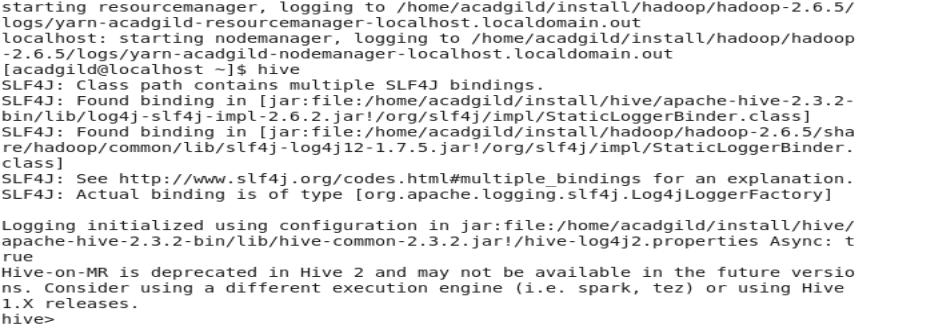 starting resourcemanager, logging to /home/acadgild/install/hadoop/hadoop-2.6.5/
logs/yarn-acadgild-resourcemanager-localhost.localdomain.out
localhost: starting nodemanager, logging to /home/acadgild/install/hadoop/hadoop
-2.6.5/logs/yarn-acadgild-nodemanager-localhost.localdomain.out
[acadgild@localhost ~]$ hive
SLF4J: Class path contains multiple SLF4J bindings.
SLF4J: Found binding in [jar:file:/home/acadgild/install/hive/apache-hive-2.3.2-
bin/lib/log4j-slf4j-impl-2.6.2.jar!/org/slf4j/impl/StaticLoggerBinder.class]
SLF4J: Found binding in [jar:file:/home/acadgild/install/hadoop/hadoop-2.6.5/sha
re/hadoop/common/lib/slf4j-log4j12-1.7.5.jar!/org/slf4j/impl/StaticLoggerBinder.
class]
SLF4J: See http://www.slf4j.org/codes.html#multiple_bindings for an explanation.
SLF4J: Actual binding is of type [org.apache.logging.slf4j.Log4jLoggerFactory]
Logging initialized using configuration in jar:file:/home/acadgild/install/hive/
apache-hive-2.3.2-bin/lib/hive-common-2.3.2.jar!/hive-log4j2.properties Async: t
rue
Hive-on-MR is deprecated in Hive 2 and may not be available in the future versio
ns. Consider using a different execution engine (i.e. spark, tez) or using Hive
1.X releases.
hive>